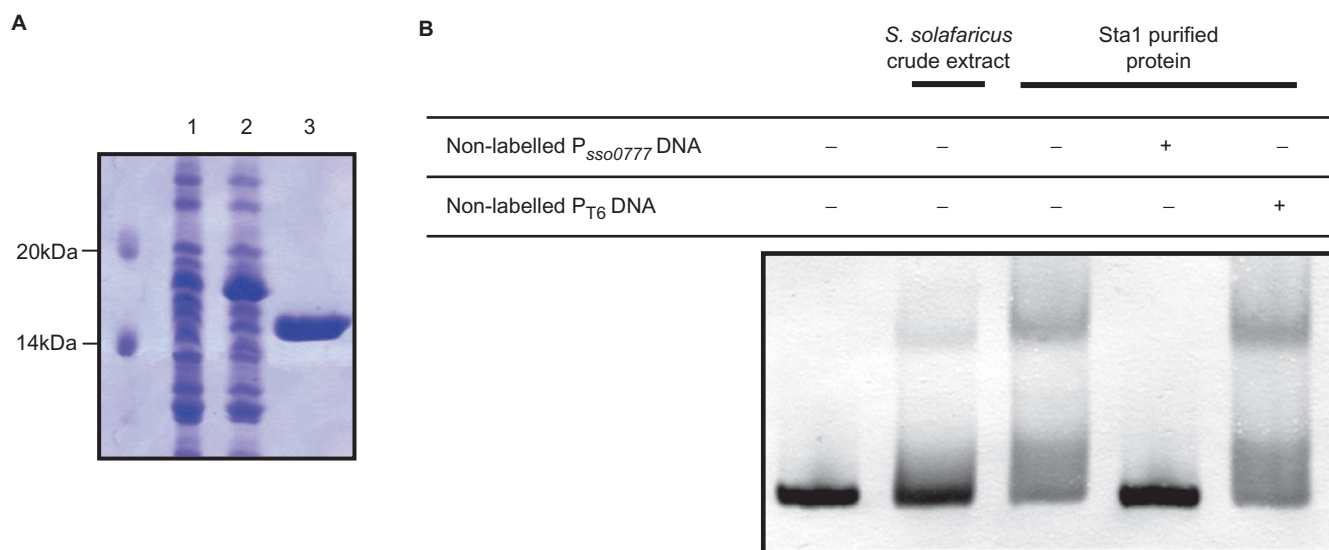 A
B
S. solafaricus
crude extract
Sta1 purified
protein
1 2 3
20kDa
14kDa
Non-labelled Psso0777 DNA – – – + –
Non-labelled PT6 DNA – – – – +